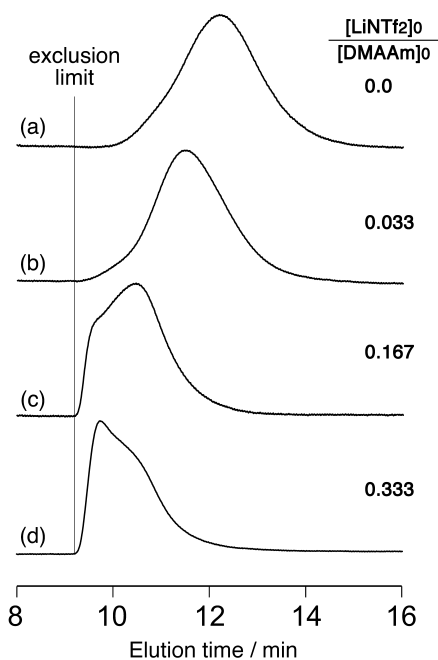 [LiNTf2]0
[DMAAm]0
exclusion
limit
0.0
(a)
0.033
(b)
0.167
(c)
0.333
(d)
8 10 12 14 16
Elution time / min